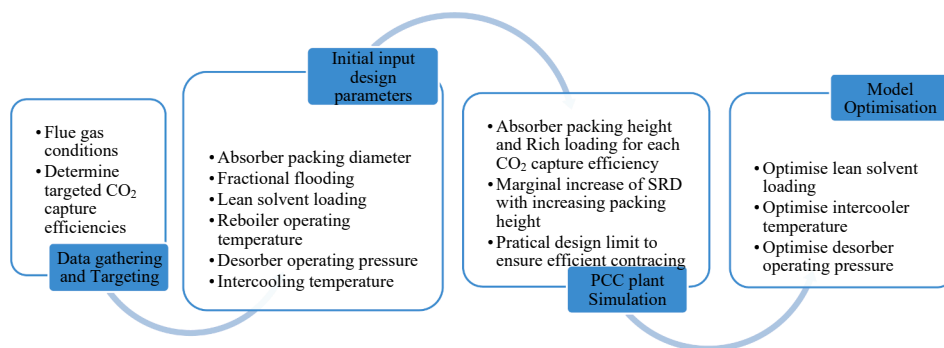 • Flue gas
conditions
• Determine
targeted CO₂
capture
efficiencies
Data gathering
and Targeting
Initial input
design
parameters
• Absorber packing diameter
• Fractional flooding
• Lean solvent loading
• Reboiler operating
temperature
• Desorber operating pressure
• Intercooling temperature
• Absorber packing height
and Rich loading for each
CO₂ capture efficiency
• Marginal increase of SRD
with increasing packing
height
• Pratical design limit to
ensure efficient contracing
PCC plant
Simulation
Model
Optimisation
• Optimise lean solvent
loading
• Optimise intercooler
temperature
• Optimise desorber
operating pressure